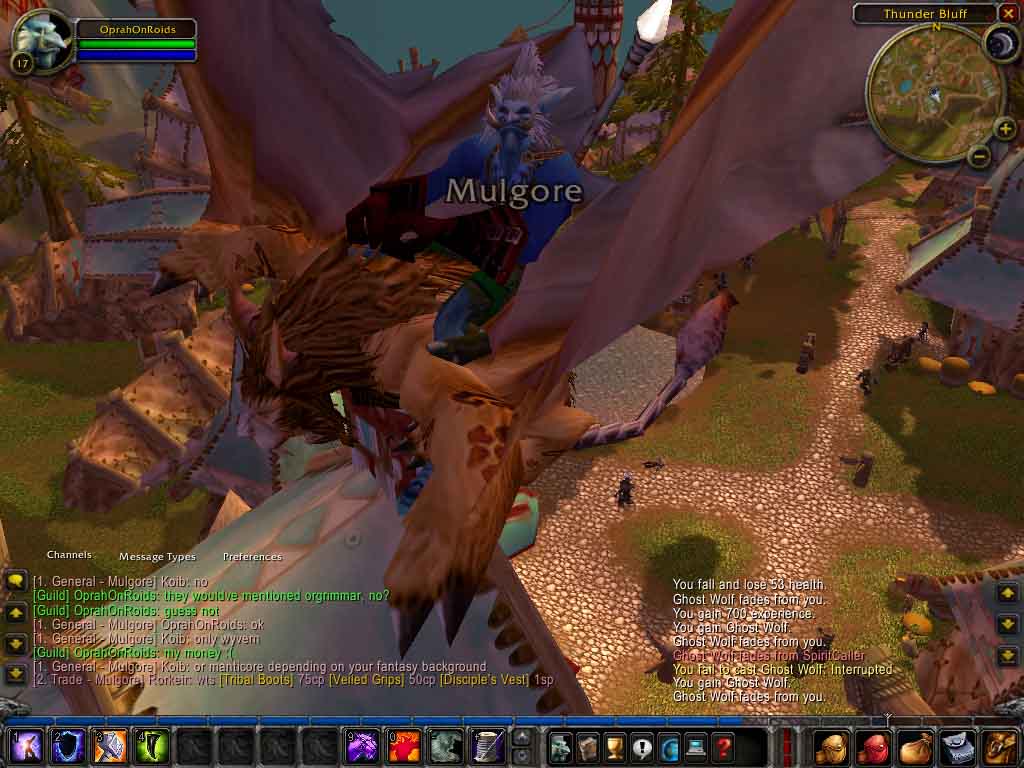 OprahOnRoids
17
Thunder Bluff
N
Mulgore
Channels Message Types Preferences
[1. General - Mulgore] Koib: no
[Guild] OprahOnRoids: they wouldve mentioned orgrimmar, no?
[Guild] OprahOnRoids: guess not
[1. General - Mulgore] OprahOnRoids: ok
[1. General - Mulgore] Koib: only wyvern
[Guild] OprahOnRoids: my money :(
[1. General - Mulgore] Koib: or manticore depending on your fantasy background
[2. Trade - Mulgore] Rorkein: wts [Tribal Boots] 75cp [Veiled Grips] 50cp [Disciple's Vest] 1sp
You fall and lose 53 health.
Ghost Wolf fades from you.
You gain 700 experience.
You gain Ghost Wolf.
Ghost Wolf fades from you.
Ghost Wolf fades from SpiritCaller
You fail to cast Ghost Wolf: Interrupted
You gain Ghost Wolf.
Ghost Wolf fades from you.